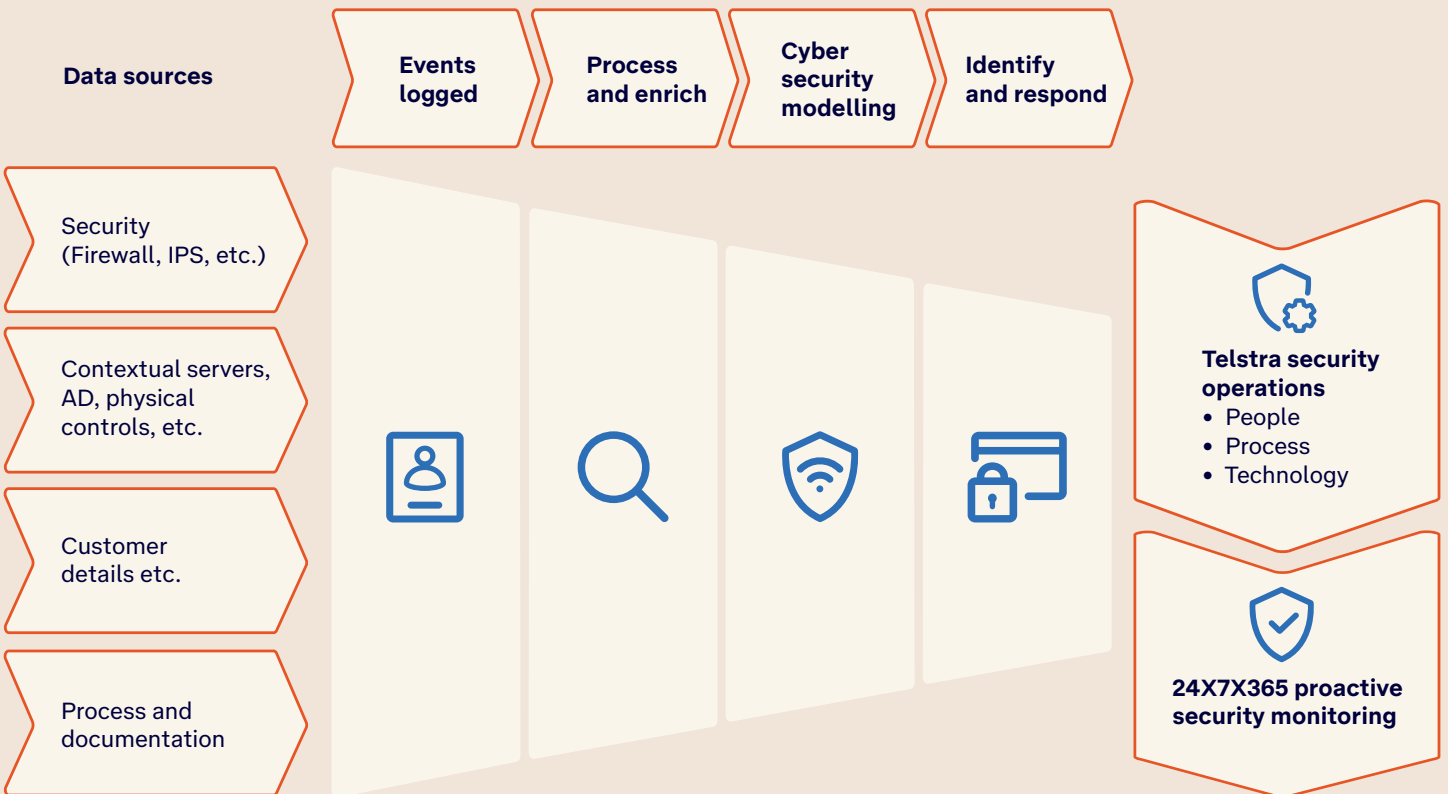 Data sources
Events
logged
Process
and enrich
Cyber
security
modelling
Identify
and respond
Security
(Firewall, IPS, etc.)
Contextual servers,
AD, physical
controls, etc.
Customer
details etc.
Process and
documentation
Telstra security
operations
• People
• Process
• Technology
24X7X365 proactive
security monitoring